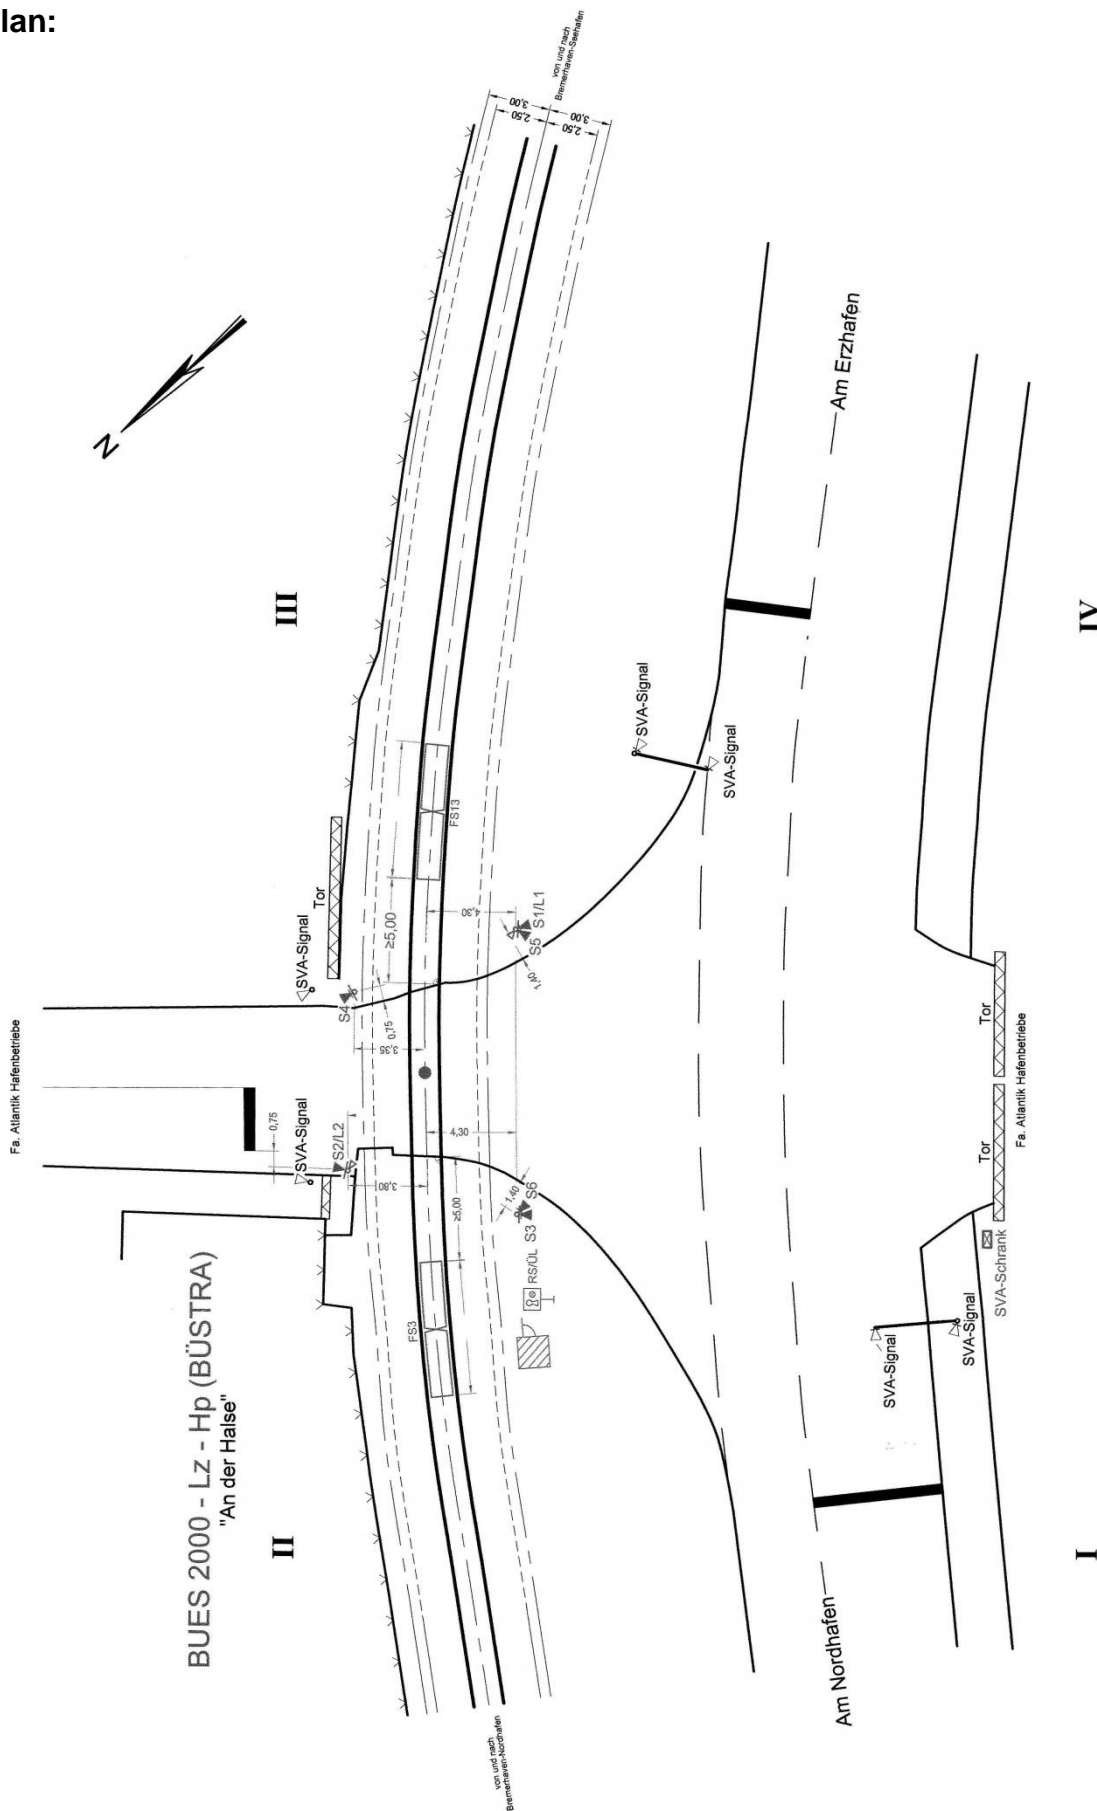 lan:
von und nach
Bremerhaven-Seehafen
3,00
2,50
2,50
3,00
N
Am Erzhafen
III
IV
SVA-Signal
SVA-Signal
FS13
Tor
SVA-Signal
≥5,00
4,30
S1/L1
S5
1,40
S4
0,75
3,35
Fa. Atlantik Hafenbetriebe
Tor
Tor
Fa. Atlantik Hafenbetriebe
0,75
SVA-Signal
S2/L2
4,30
3,80
≥5,00
1,40
S6
S3
RS/ÜL
FS3
SVA-Schrank
SVA-Signal
SVA-Signal
BUES 2000 - Lz - Hp (BÜSTRA)
"An der Halse"
II
I
Am Nordhafen
von und nach
Bremerhaven-Nordhafen